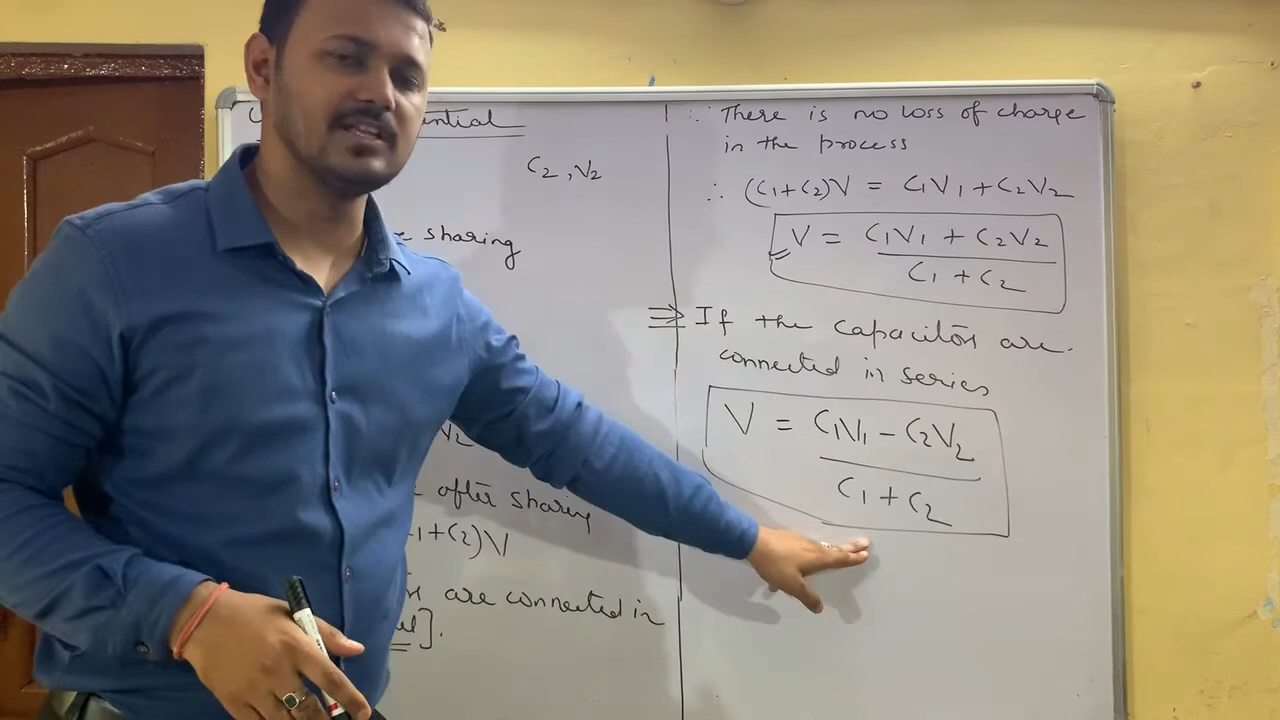 C₂, V₂
sharing
V₂
after sharing
+C₂)V
are connected in
].
∴ There is no loss of charge
in the process
∴ (C₁+C₂)V = C₁V₁ + C₂V₂
V = C₁V₁ + C₂V₂
C₁ + C₂
⇒ If the capacitors are
connected in series
V = C₁V₁ - C₂V₂
C₁ + C₂